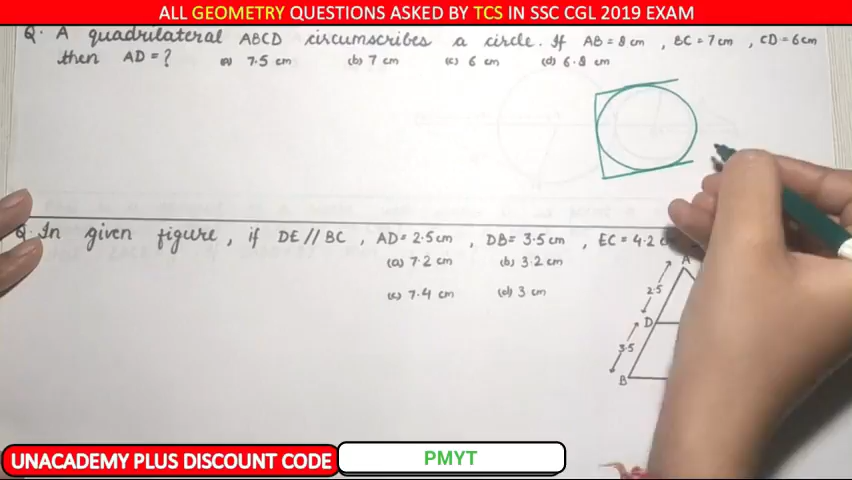 ALL GEOMETRY QUESTIONS ASKED BY TCS IN SSC CGL 2019 EXAM
Q. A quadrilateral ABCD circumscribes a circle. If AB = 8 cm, BC = 7 cm, CD = 6 cm
then AD = ? (a) 7.5 cm (b) 7 cm (c) 6 cm (d) 6.8 cm
Q. In given figure, if DE // BC, AD = 2.5 cm, DB = 3.5 cm, EC = 4.2 c
(a) 7.2 cm (b) 3.2 cm
(c) 7.4 cm (d) 3 cm
A
2.5
D
3.5
B
UNACADEMY PLUS DISCOUNT CODE PMYT